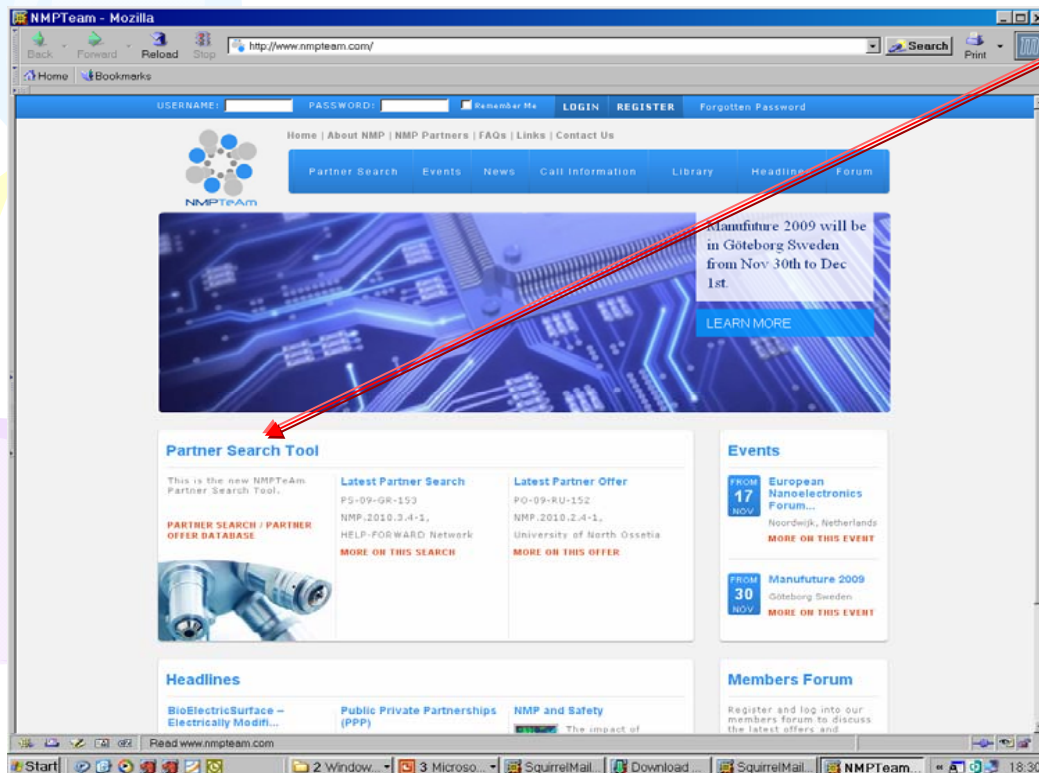 NMPTeam - Mozilla
Back Forward Reload Stop http://www.nmpteam.com/ Search Print
Home Bookmarks
USERNAME: PASSWORD: Remember Me LOGIN REGISTER Forgotten Password
Home | About NMP | NMP Partners | FAQs | Links | Contact Us
Partner Search Events News Call Information Library Headlines Forum
NMPTeAm
Manufuture 2009 will be
in Göteborg Sweden
from Nov 30th to Dec
1st.
LEARN MORE
Partner Search Tool
This is the new NMPTeAm
Partner Search Tool.
PARTNER SEARCH / PARTNER
OFFER DATABASE
Latest Partner Search
PS-09-GR-153
NMP.2010.3.4-1,
HELP-FORWARD Network
MORE ON THIS SEARCH
Latest Partner Offer
PO-09-RU-152
NMP.2010.2.4-1,
University of North Ossetia
MORE ON THIS OFFER
Events
FROM
17
NOV
European
Nanoelectronics
Forum...
Noordwijk, Netherlands
MORE ON THIS EVENT
FROM
30
NOV
Manufuture 2009
Göteborg Sweden
MORE ON THIS EVENT
Headlines
BioElectricSurface –
Electrically Modifi...
Public Private Partnerships
(PPP)
NMP and Safety
The impact of
Members Forum
Register and log into our
members forum to discuss
the latest offers and
Read www.nmpteam.com
Start 2 Window... 3 Microso... SquirrelMail... Download ... SquirrelMail... NMPTeam... 18:30